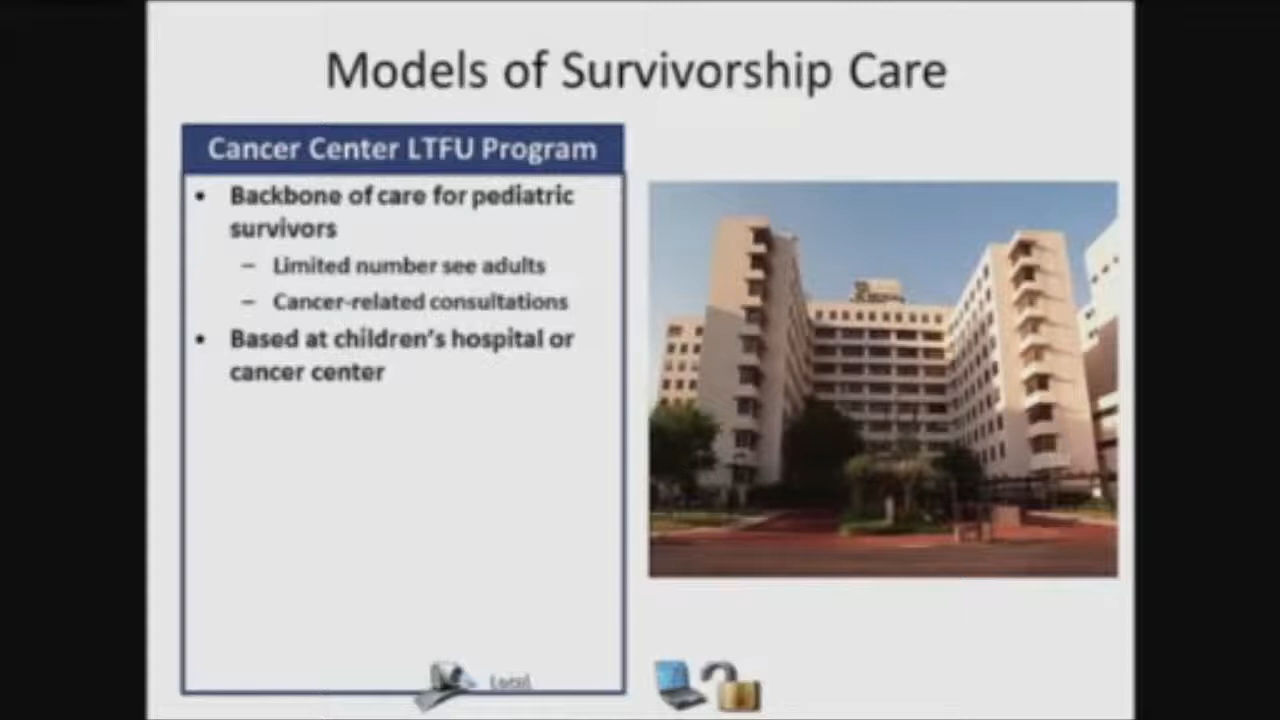 Models of Survivorship Care
Cancer Center LTFU Program
• Backbone of care for pediatric
survivors
– Limited number see adults
– Cancer-related consultations
• Based at children's hospital or
cancer center
Local